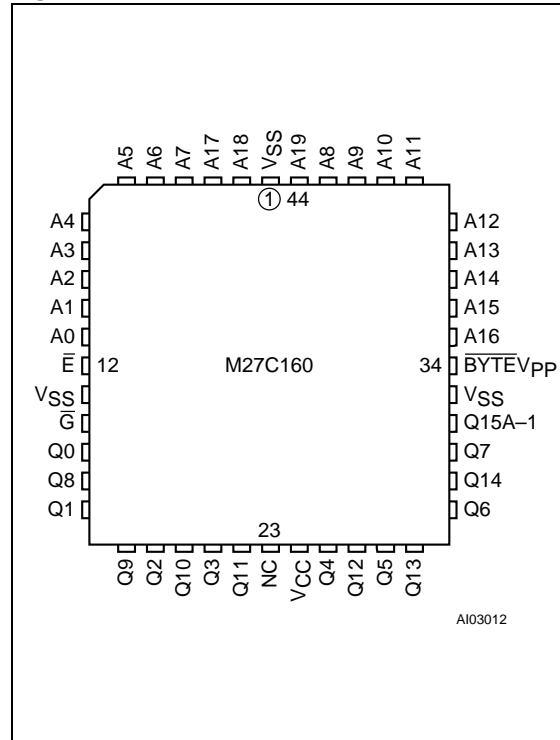 A5 A6 A7 A17 A18 VSS A19 A8 A9 A10 A11
1 44
A4 A12
A3 A13
A2 A14
A1 A15
A0 A16
E̅ 12 M27C160 34 B̅Y̅T̅E̅VPP
VSS VSS
G̅ Q15A–1
Q0 Q7
Q8 Q14
Q1 Q6
23
Q9 Q2 Q10 Q3 Q11 NC VCC Q4 Q12 Q5 Q13
AI03012